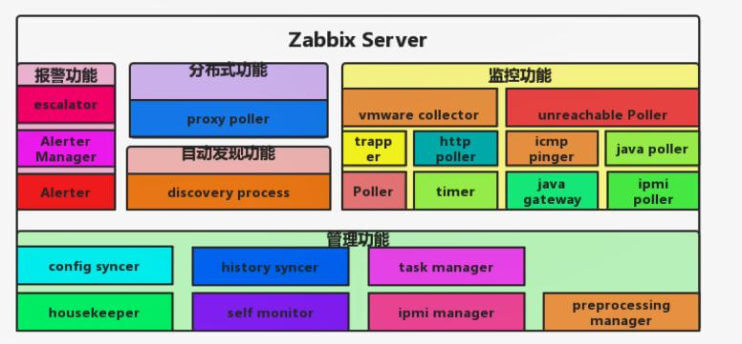 Zabbix Server
报警功能
escalator
Alerter
Manager
Alerter
分布式功能
proxy poller
自动发现功能
discovery process
监控功能
vmware collector
unreachable Poller
trapp
er
http
poller
icmp
pinger
java poller
Poller
timer
java
gateway
ipmi
poller
管理功能
config syncer
history syncer
task manager
housekeeper
self monitor
ipmi manager
preprocessing
manager